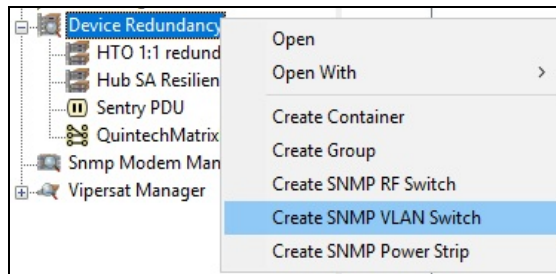 Device Redundancy
HTO 1:1 redund
Hub SA Resilien
Sentry PDU
QuintechMatrix
Snmp Modem Man
Vipersat Manager
Open
Open With
Create Container
Create Group
Create SNMP RF Switch
Create SNMP VLAN Switch
Create SNMP Power Strip